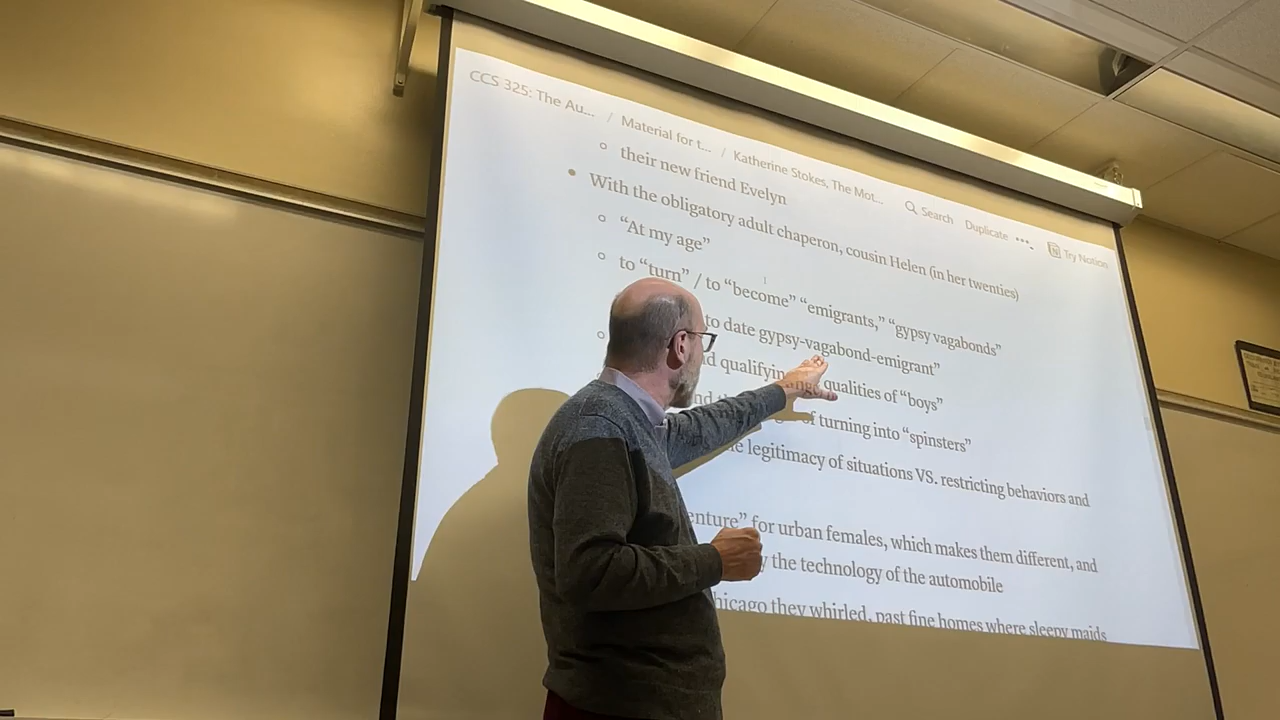 CCS 325: The Au... / Material for t... / Katherine Stokes, The Mot... Search Duplicate ••• Try Notion
their new friend Evelyn
With the obligatory adult chaperon, cousin Helen (in her twenties)
“At my age”
to “turn” / to “become” “emigrants,” “gypsy vagabonds”
to date gypsy-vagabond-emigrant”
qualifying qualities of “boys”
of turning into “spinsters”
legitimacy of situations VS. restricting behaviors and
for urban females, which makes them different, and
the technology of the automobile
they whirled, past fine homes where sleepy maids